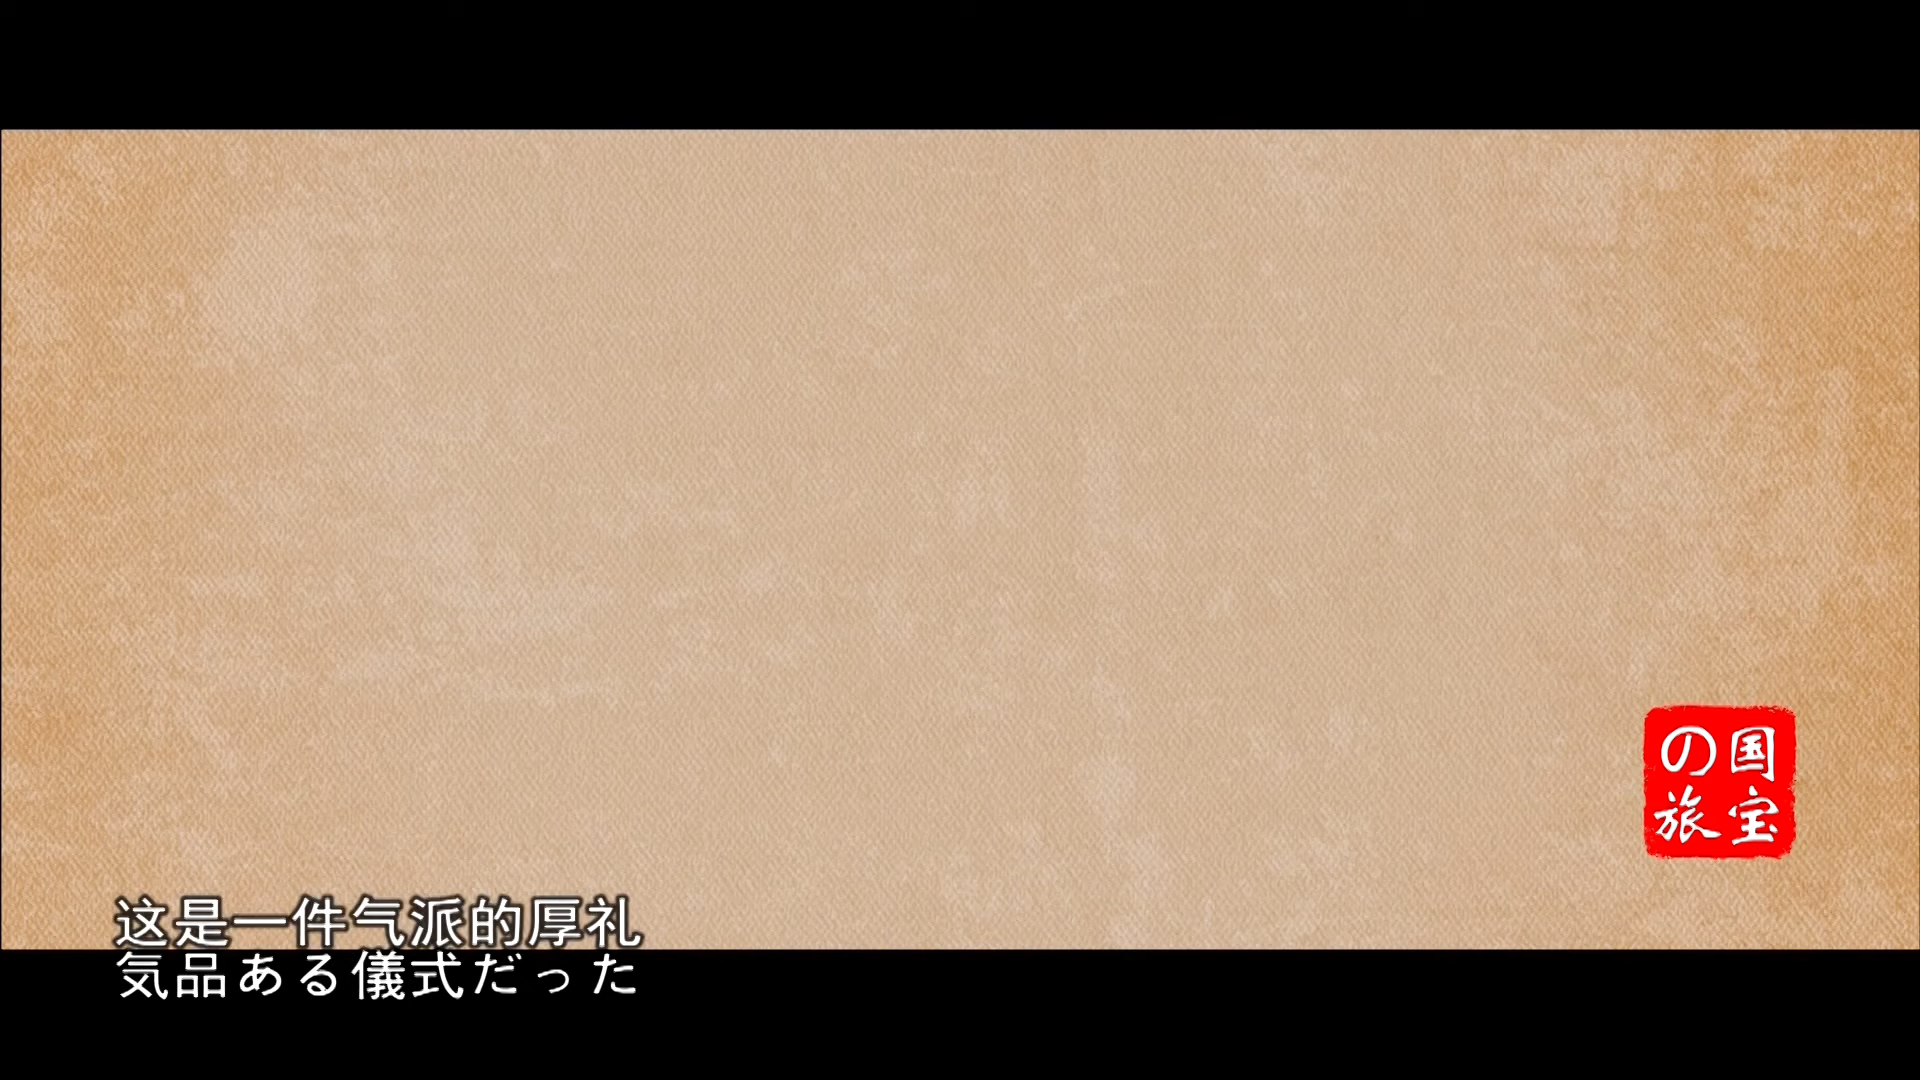 国宝
の旅
这是一件气派的厚礼
気品ある儀式だった